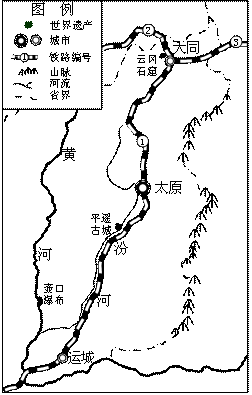 图 例
世界遗产
城市
① 铁路编号
山脉
河流
省界
②
大同
③
云冈
石窟
黄
①
太原
平遥
古城
汾
河
壶口
瀑布
河
运城